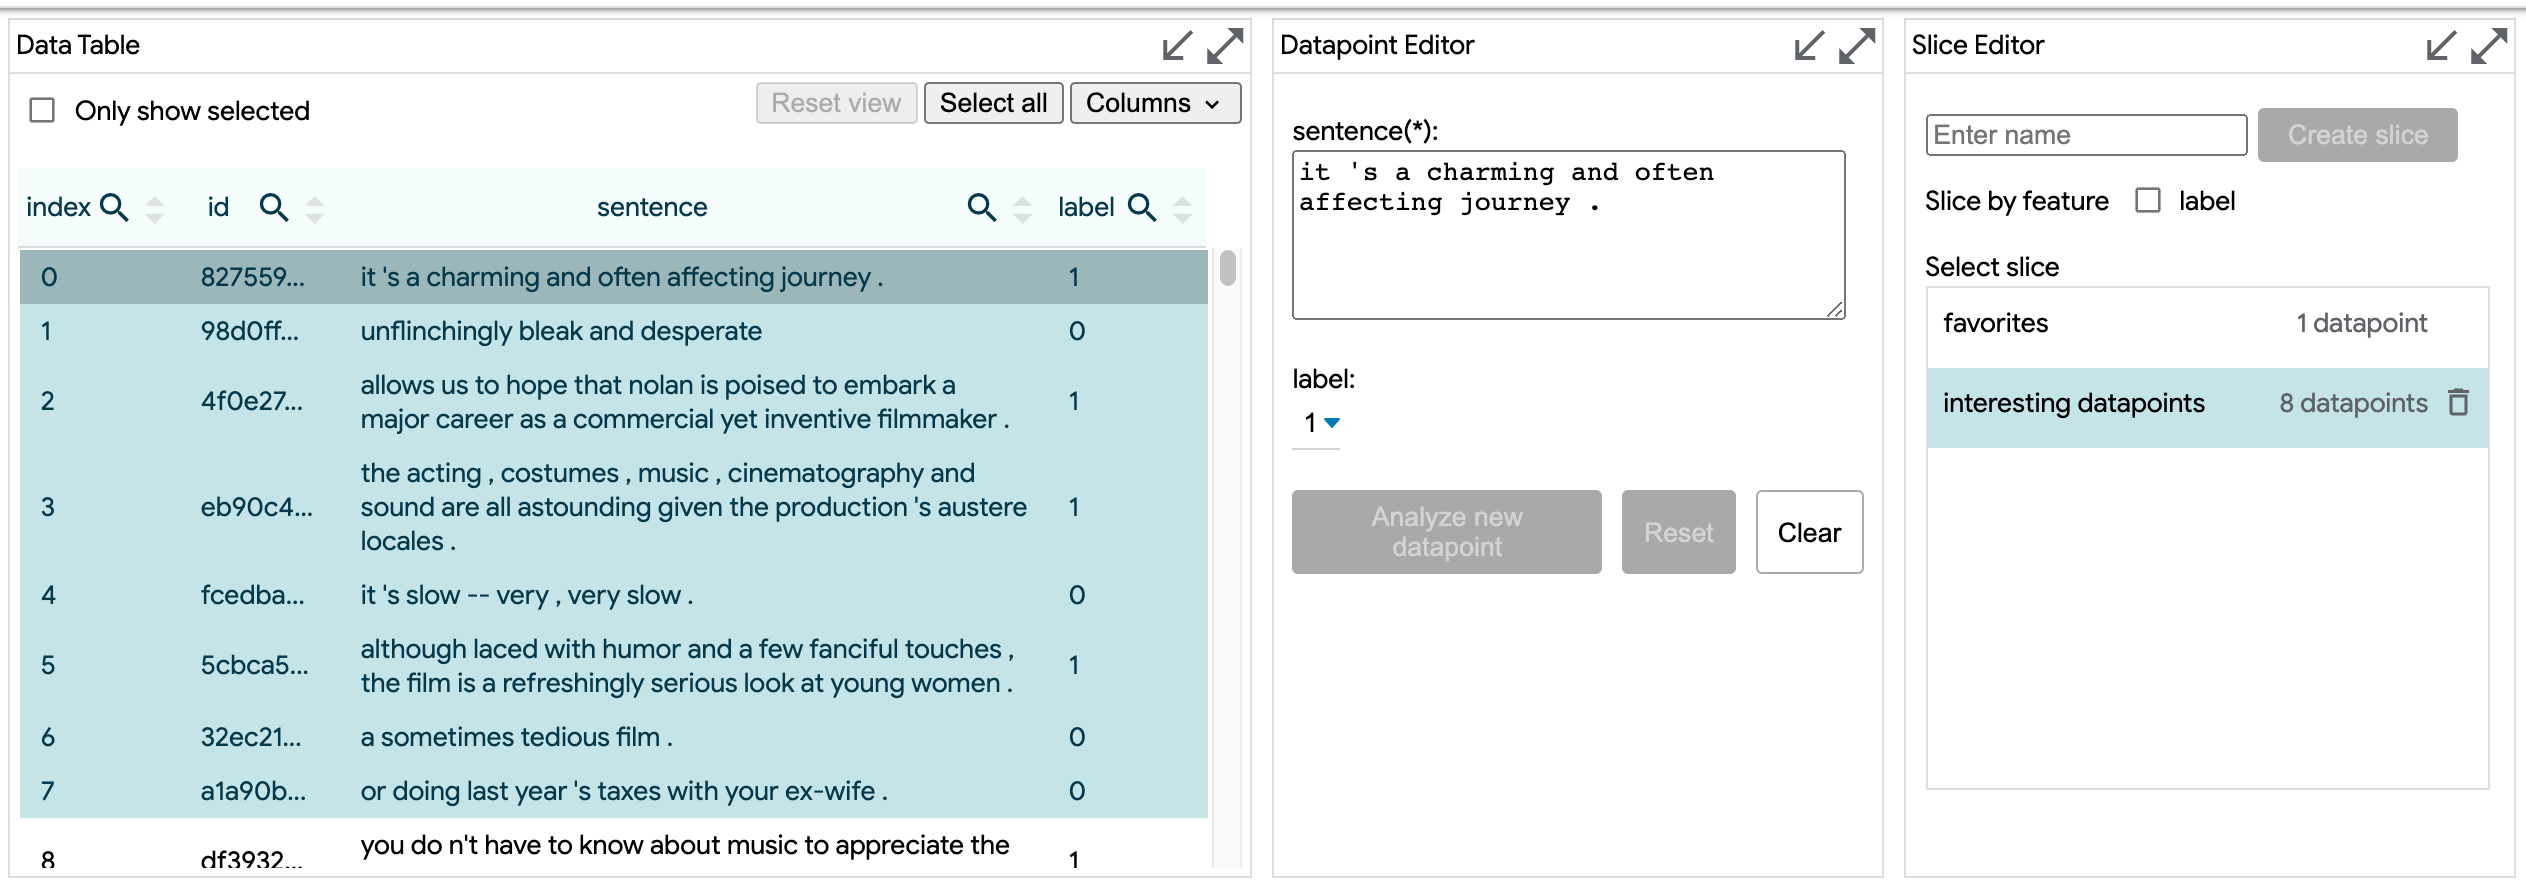 Data Table
Only show selected
Reset view
Select all
Columns
index
id
sentence
label
0 827559... it 's a charming and often affecting journey . 1
1 98d0ff... unflinchingly bleak and desperate 0
2 4f0e27... allows us to hope that nolan is poised to embark a 1
major career as a commercial yet inventive filmmaker .
3 eb90c4... the acting , costumes , music , cinematography and 1
sound are all astounding given the production 's austere
locales .
4 fcedba... it 's slow -- very , very slow . 0
5 5cbca5... although laced with humor and a few fanciful touches , 1
the film is a refreshingly serious look at young women .
6 32ec21... a sometimes tedious film . 0
7 a1a90b... or doing last year 's taxes with your ex-wife . 0
8 df3932... you do n't have to know about music to appreciate the 1
Datapoint Editor
sentence(*):
it 's a charming and often
affecting journey .
label:
1
Analyze new
datapoint
Reset
Clear
Slice Editor
Enter name
Create slice
Slice by feature
label
Select slice
favorites 1 datapoint
interesting datapoints 8 datapoints